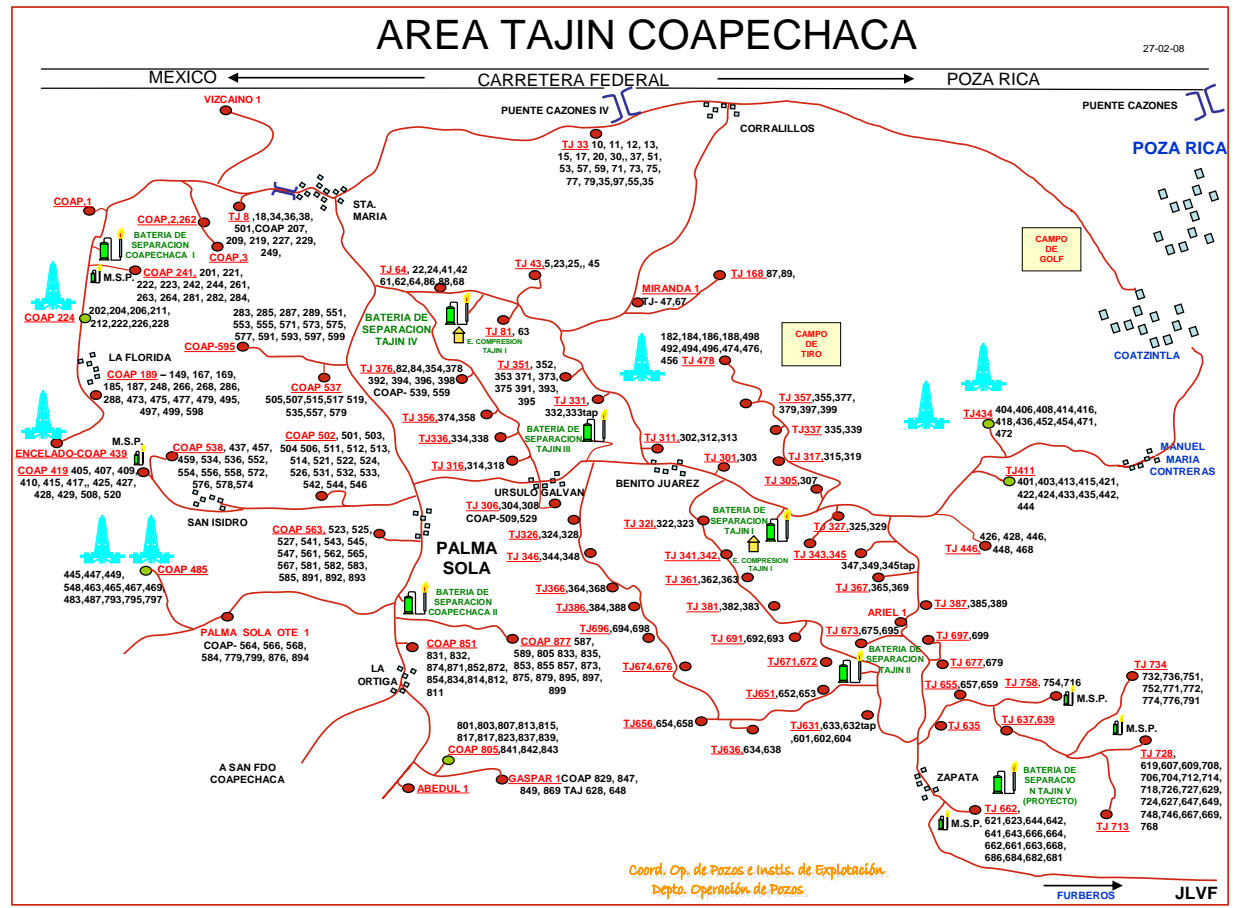 AREA TAJIN COAPECHACA
27-02-08
MEXICO
CARRETERA FEDERAL
POZA RICA
VIZCAINO 1
PUENTE CAZONES IV
CORRALILLOS
PUENTE CAZONES
POZA RICA
TJ 33 10, 11, 12, 13,
15, 17, 20, 30,, 37, 51,
53, 57, 59, 71, 73, 75,
77, 79,35,97,55,35
STA.
MARIA
COAP,1
COAP,2,262
COAP,3
TJ 8 ,18,34,36,38,
501,COAP 207,
209, 219, 227, 229,
249,
BATERIA DE
SEPARACION
COAPECHACA I
M.S.P.
COAP 241, 201, 221,
222, 223, 242, 244, 261,
263, 264, 281, 282, 284,
283, 285, 287, 289, 551,
553, 555, 571, 573, 575,
577, 591, 593, 597, 599
COAP-595
COAP 224
202,204,206,211,
212,222,226,228
TJ 64, 22,24,41,42
61,62,64,86,88,68
TJ 43,5,23,25,, 45
MIRANDA 1
TJ- 47,67
TJ 168 87,89,
CAMPO
DE
GOLF
CAMPO
DE
TIRO
COATZINTLA
BATERIA DE
SEPARACION
TAJIN IV
TJ 81, 63
E. COMPRESION
TAJIN I
182,184,186,188,498
492,494,496,474,476,
456 TJ 478
LA FLORIDA
COAP 189 – 149, 167, 169,
185, 187, 248, 266, 268, 286,
288, 473, 475, 477, 479, 495,
497, 499, 598
COAP 537
505,507,515,517 519,
535,557, 579
TJ 376,82,84,354,378
392, 394, 396, 398
COAP- 539, 559
TJ 351, 352,
353 371, 373,
375 391, 393,
395
TJ 331,
332,333tap
TJ 356,374,358
TJ336,334,338
TJ 316,314,318
BATERIA DE
SEPARACION
TAJIN III
TJ 357,355,377,
379,397,399
TJ337 335,339
TJ 317,315,319
TJ 311,302,312,313
TJ 301,303
TJ 305,307
TJ434
404,406,408,414,416,
418,436,452,454,471,
472
MANUEL
MARIA
CONTRERAS
TJ411
401,403,413,415,421,
422,424,433,435,442,
444
ENCELADO-COAP 439
M.S.P.
COAP 419 405, 407, 409,
410, 415, 417,, 425, 427,
428, 429, 508, 520
COAP 538, 437, 457,
459, 534, 536, 552,
554, 556, 558, 572,
576, 578,574
COAP 502, 501, 503,
504 506, 511, 512, 513,
514, 521, 522, 524,
526, 531, 532, 533,
542, 544, 546
SAN ISIDRO
URSULO GALVAN
TJ 306,304,308
COAP-509,529
BENITO JUAREZ
TJ326,324,328
TJ 346,344,348
TJ 32I,322,323
TJ 341,342,
TJ 361,362,363
TJ 381,382,383
BATERIA DE
SEPARACION
TAJIN I
E. COMPRESION
TAJIN I
TJ 327,325,329
TJ 343,345
347,349,345tap
TJ 367,365,369
TJ 446,
426, 428, 446,
448, 468
COAP 563, 523, 525,
527, 541, 543, 545,
547, 561, 562, 565,
567, 581, 582, 583,
585, 891, 892, 893
PALMA
SOLA
COAP 485
445,447,449,
548,463,465,467,469,
483,487,793,795,797
BATERIA DE
SEPARACION
COAPECHACA II
TJ366,364,368
TJ386,384,388
TJ696,694,698
TJ674,676
ARIEL 1
TJ 387,385,389
TJ 673,675,695
TJ 691,692,693
TJ 697,699
TJ 677,679
TJ671,672
BATERIA DE
SEPARACION
TAJIN II
TJ651,652,653
PALMA SOLA OTE 1
COAP- 564, 566, 568,
584, 779,799, 876, 894
COAP 851
831, 832,
874,871,852,872,
854,834,814,812,
811
COAP 877 587,
589, 805 833, 835,
853, 855 857, 873,
875, 879, 895, 897,
899
LA
ORTIGA
TJ 655,657,659
TJ 758,754,716
M.S.P.
TJ 734
732,736,751,
752,771,772,
774,776,791
TJ656,654,658
TJ636,634,638
TJ631,633,632tap
,601,602,604
TJ 635
TJ 637,639
M.S.P.
TJ 728,
619,607,609,708,
706,704,712,714,
718,726,727,629,
724,627,647,649,
748,746,667,669,
768
801,803,807,813,815,
817,817,823,837,839,
COAP 805,841,842,843
A SAN FDO
COAPECHACA
ABEDUL 1
GASPAR 1COAP 829, 847,
849, 869 TAJ 628, 648
ZAPATA
BATERIA DE
SEPARACIO
N TAJIN V
(PROYECTO)
TJ 662,
621,623,644,642,
641,643,666,664,
662,661,663,668,
686,684,682,681
M.S.P.
TJ 713
Coord. Op. de Pozos e Instls. de Explotación
Depto. Operación de Pozos
FURBEROS
JLVF